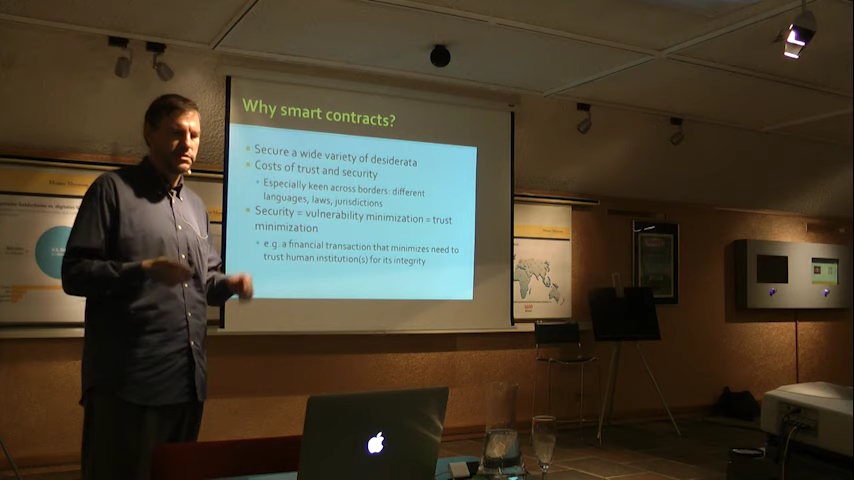 Why smart contracts?
Secure a wide variety of desiderata
Costs of trust and security
Especially keen across borders: different
languages, laws, jurisdictions
Security = vulnerability minimization = trust
minimization
e.g. a financial transaction that minimizes need to
trust human institution(s) for its integrity